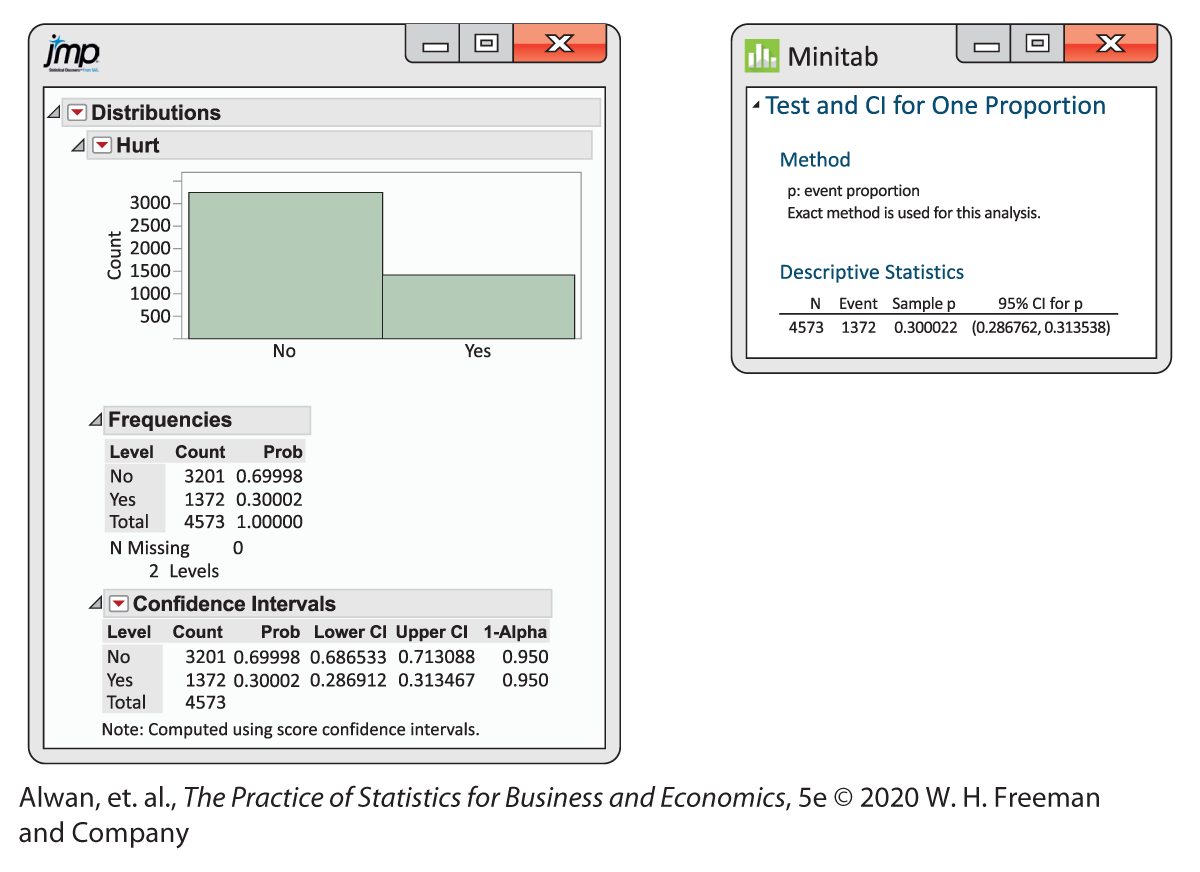 jmp
Distributions
Hurt
3000
2500
2000
1500
1000
500
Count
No Yes
Frequencies
Level Count Prob
No 3201 0.69998
Yes 1372 0.30002
Total 4573 1.00000
N Missing 0
2 Levels
Confidence Intervals
Level Count Prob Lower CI Upper CI 1-Alpha
No 3201 0.69998 0.686533 0.713088 0.950
Yes 1372 0.30002 0.286912 0.313467 0.950
Total 4573
Note: Computed using score confidence intervals.
Minitab
Test and CI for One Proportion
Method
p: event proportion
Exact method is used for this analysis.
Descriptive Statistics
N Event Sample p 95% CI for p
4573 1372 0.300022 (0.286762, 0.313538)
Alwan, et. al., The Practice of Statistics for Business and Economics, 5e © 2020 W. H. Freeman
and Company